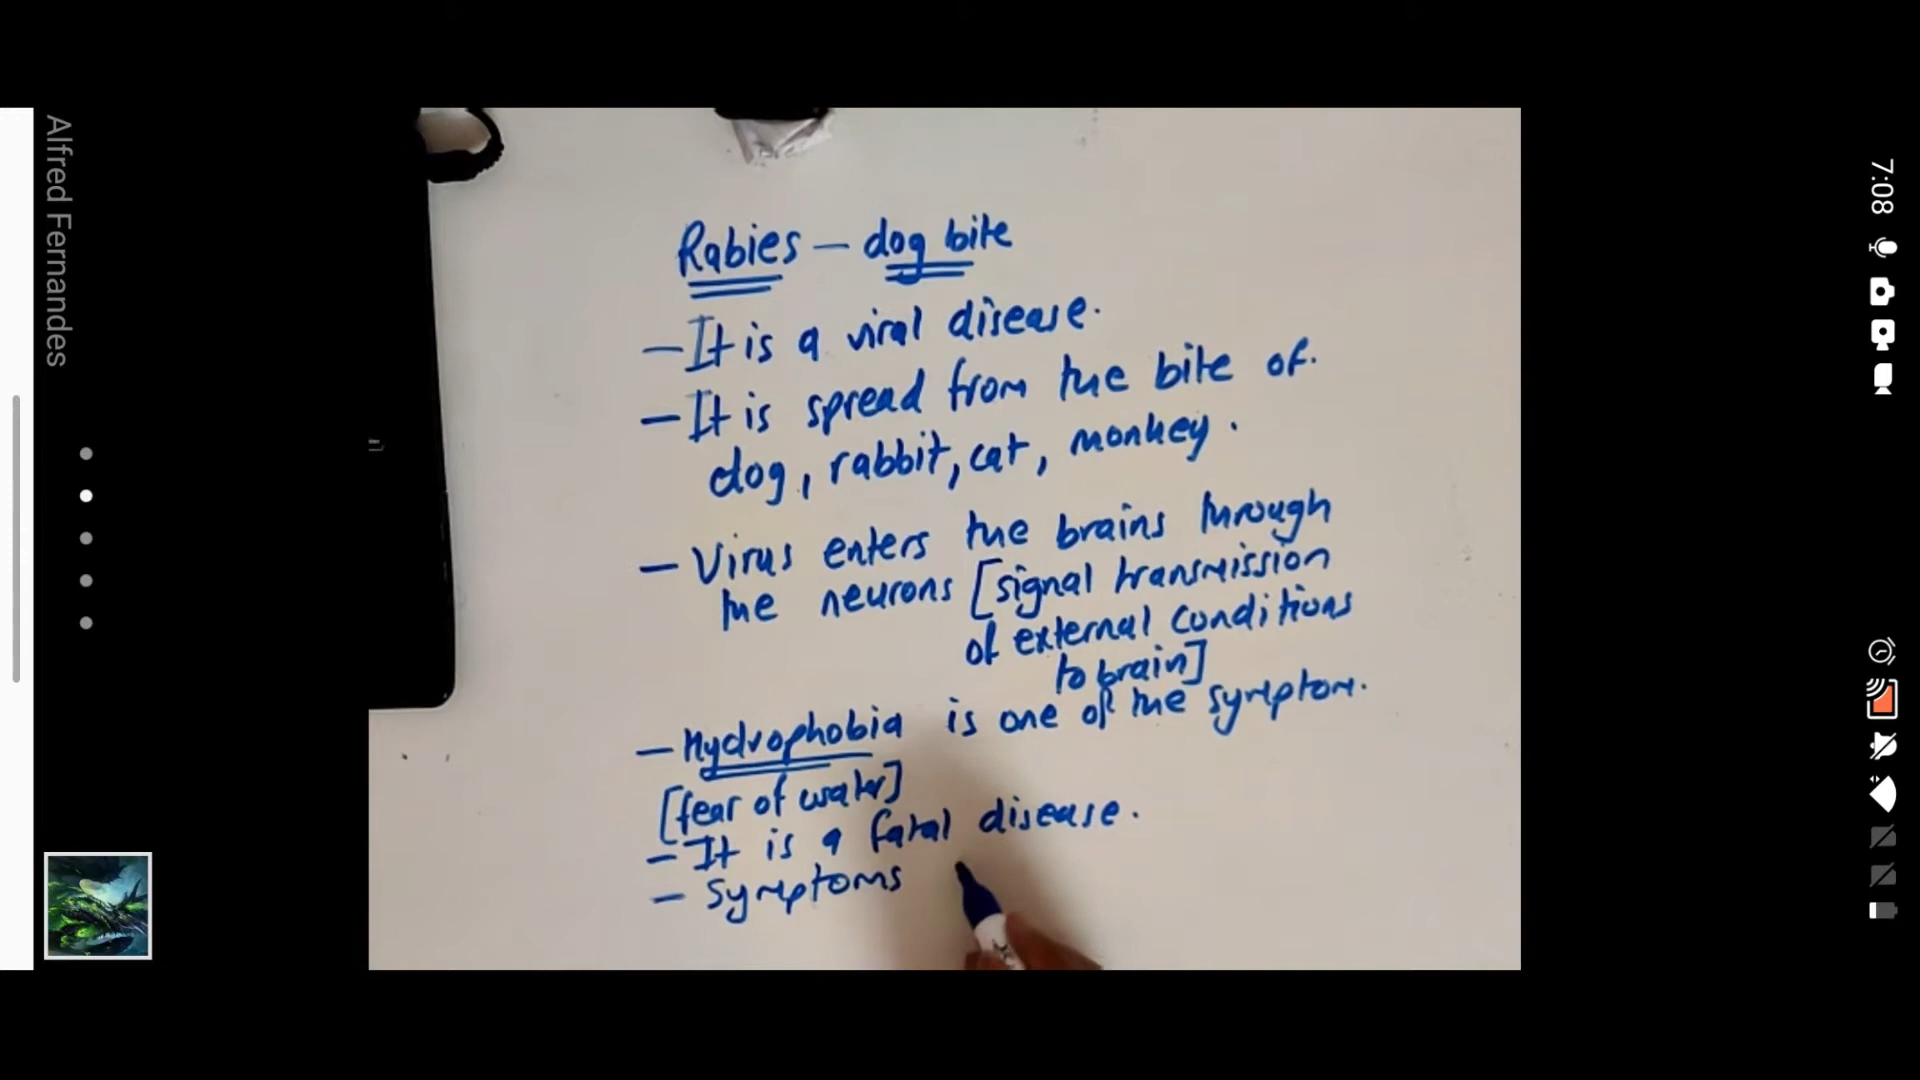 Alfred Fernandes
7:08
Rabies – dog bite
– It is a viral disease.
– It is spread from the bite of.
dog, rabbit, cat, monkey.
– Virus enters the brains through
the neurons [signal transmission
of external conditions
to brain]
– Hydrophobia is one of the symptom.
[fear of water]
– It is a fatal disease.
– Symptoms